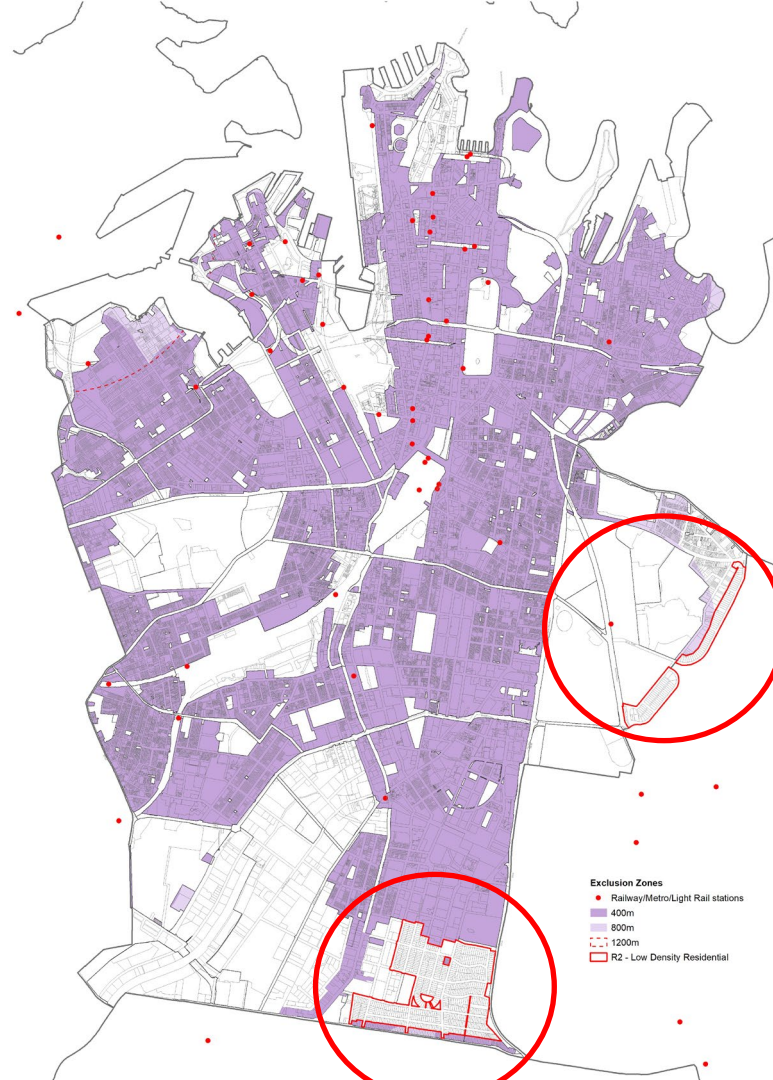 Exclusion Zones
Railway/Metro/Light Rail stations
400m
800m
1200m
R2 - Low Density Residential